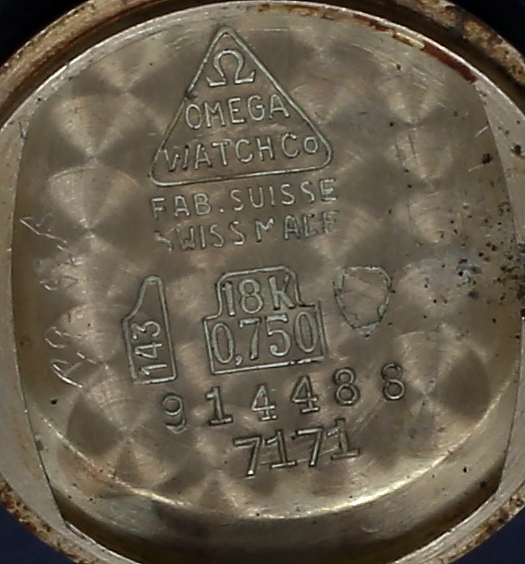 Ω
OMEGA
WATCH Co
FAB. SUISSE
SWISS MADE
143
18K
0,750
914488
7171